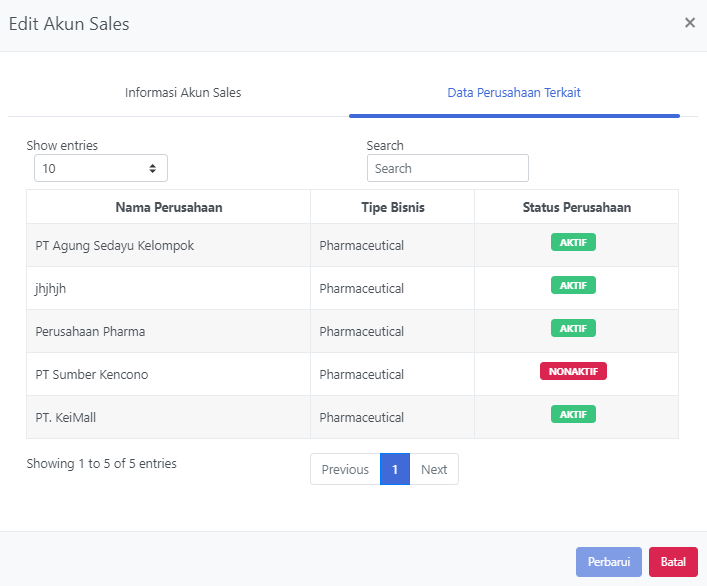 Edit Akun Sales ×
Informasi Akun Sales Data Perusahaan Terkait
Show entries Search
10 Search
Nama Perusahaan Tipe Bisnis Status Perusahaan
PT Agung Sedayu Kelompok Pharmaceutical AKTIF
jhjhjh Pharmaceutical AKTIF
Perusahaan Pharma Pharmaceutical AKTIF
PT Sumber Kencono Pharmaceutical NONAKTIF
PT. KeiMall Pharmaceutical AKTIF
Showing 1 to 5 of 5 entries Previous 1 Next
Perbarui Batal